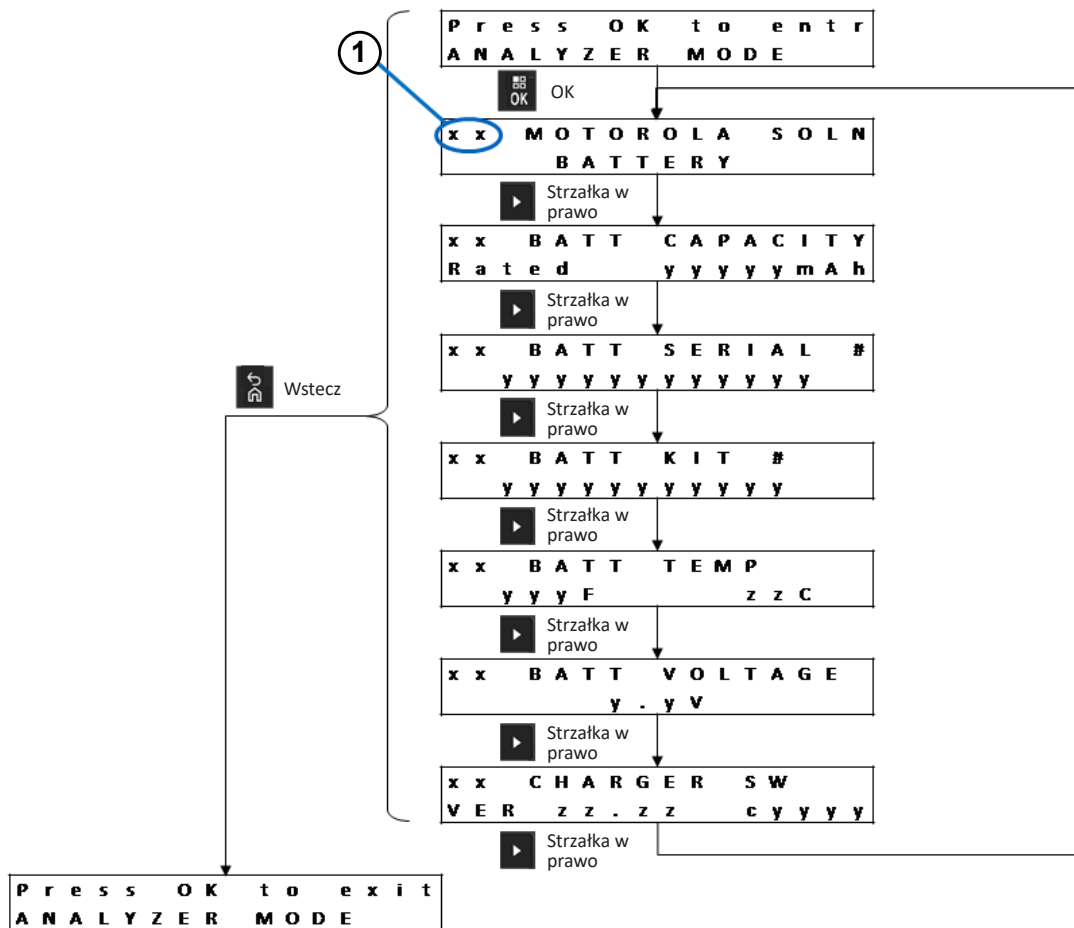 Press OK to entr
ANALYZER MODE
1
OK
OK
xx MOTOROLA SOLN
BATTERY
Strzałka w
prawo
xx BATT CAPACITY
Rated yyyyymAh
Strzałka w
prawo
xx BATT SERIAL #
yyyyyyyyyyyy
Wstecz
Strzałka w
prawo
xx BATT KIT #
yyyyyyyyyyy
Strzałka w
prawo
xx BATT TEMP
yyyF zzC
Strzałka w
prawo
xx BATT VOLTAGE
y.yV
Strzałka w
prawo
xx CHARGER SW
VER zz.zz cyyyy
Strzałka w
prawo
Press OK to exit
ANALYZER MODE